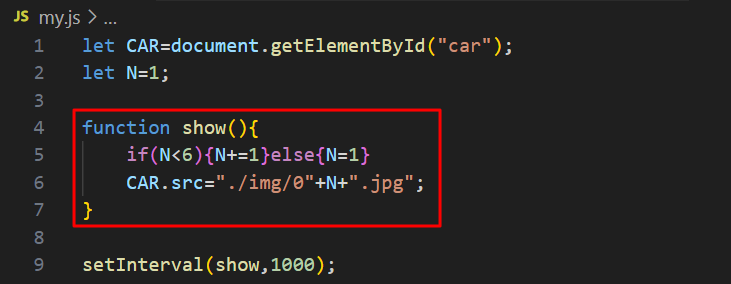 JS my.js > ...
1 let CAR=document.getElementById("car");
2 let N=1;
3
4 function show(){
5 if(N<6){N+=1}else{N=1}
6 CAR.src="./img/0"+N+".jpg";
7 }
8
9 setInterval(show,1000);